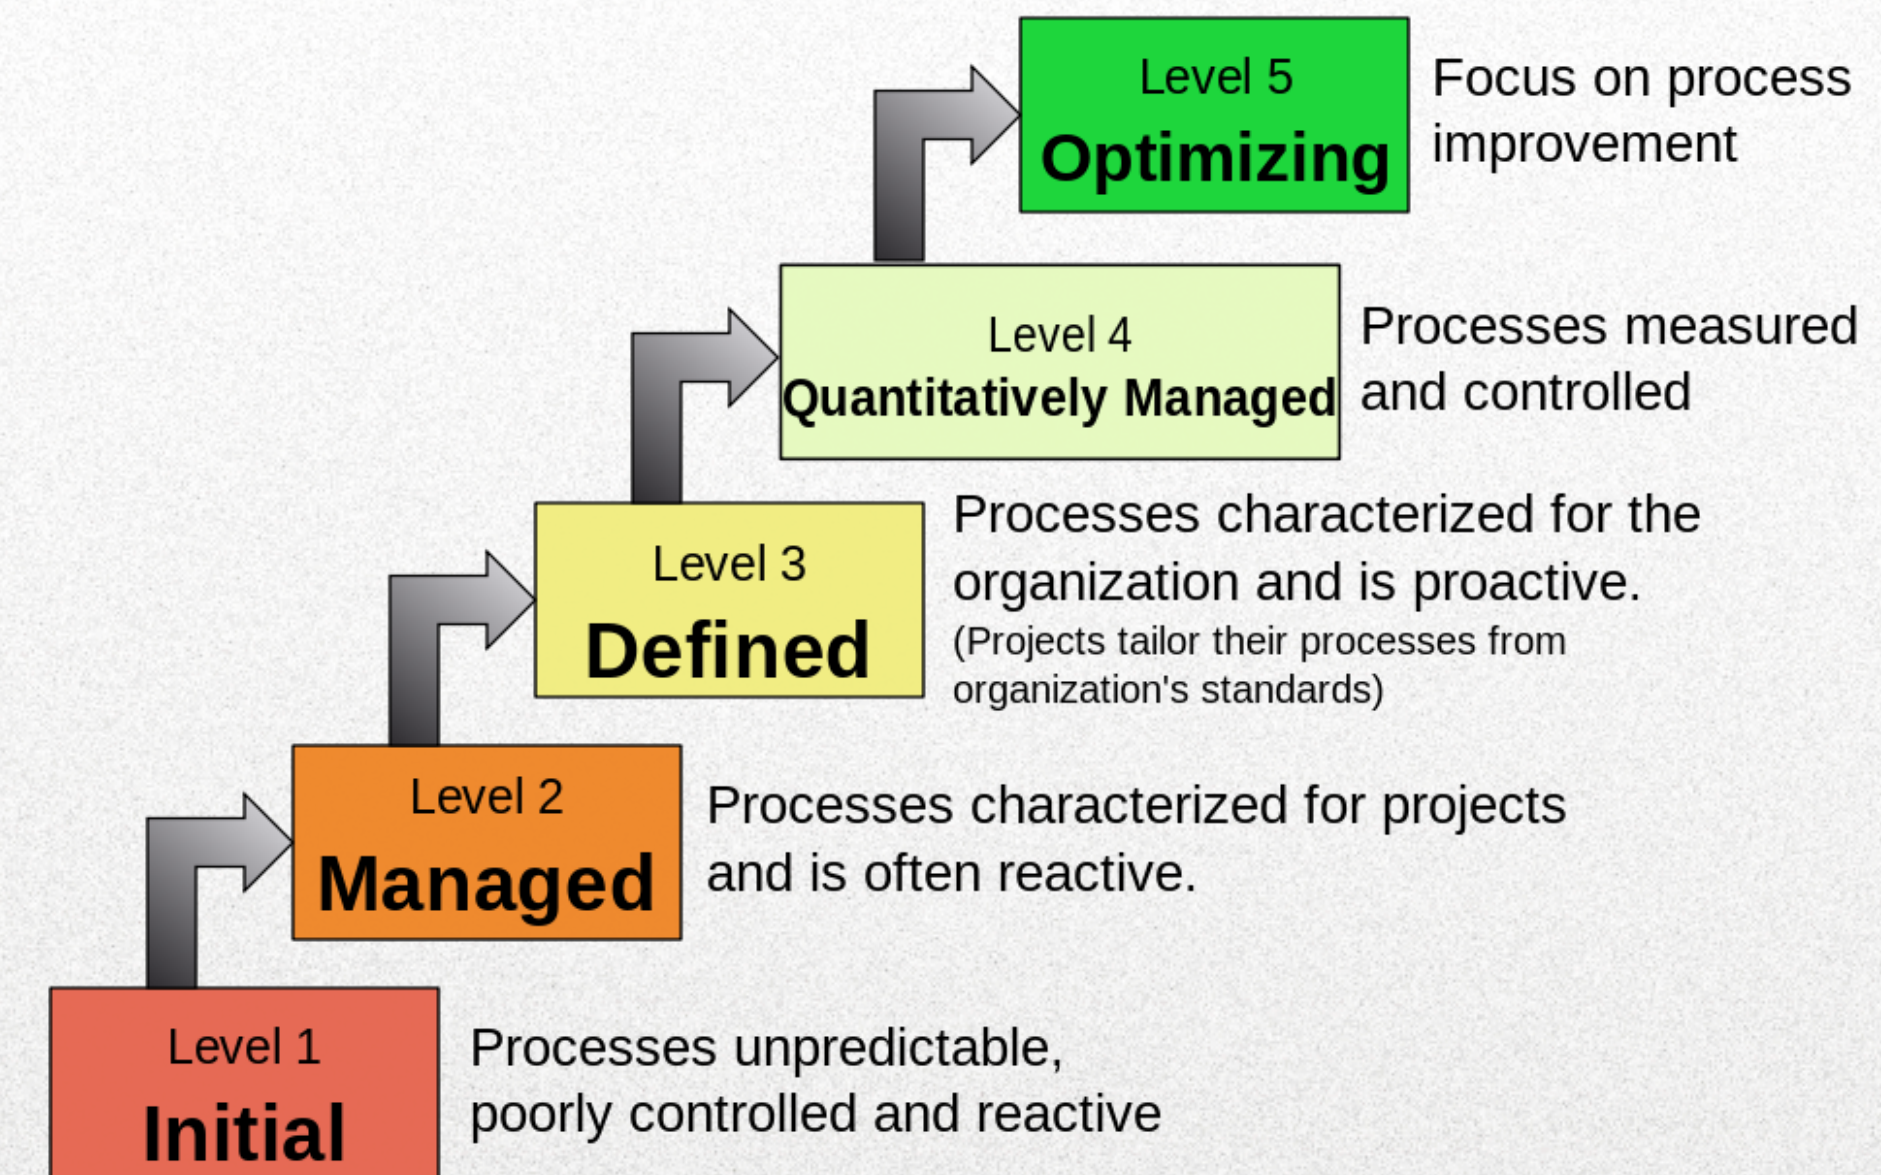 Level 5
Optimizing
Focus on process
improvement
Level 4
Quantitatively Managed
Processes measured
and controlled
Level 3
Defined
Processes characterized for the
organization and is proactive.
(Projects tailor their processes from
organization's standards)
Level 2
Managed
Processes characterized for projects
and is often reactive.
Level 1
Initial
Processes unpredictable,
poorly controlled and reactive